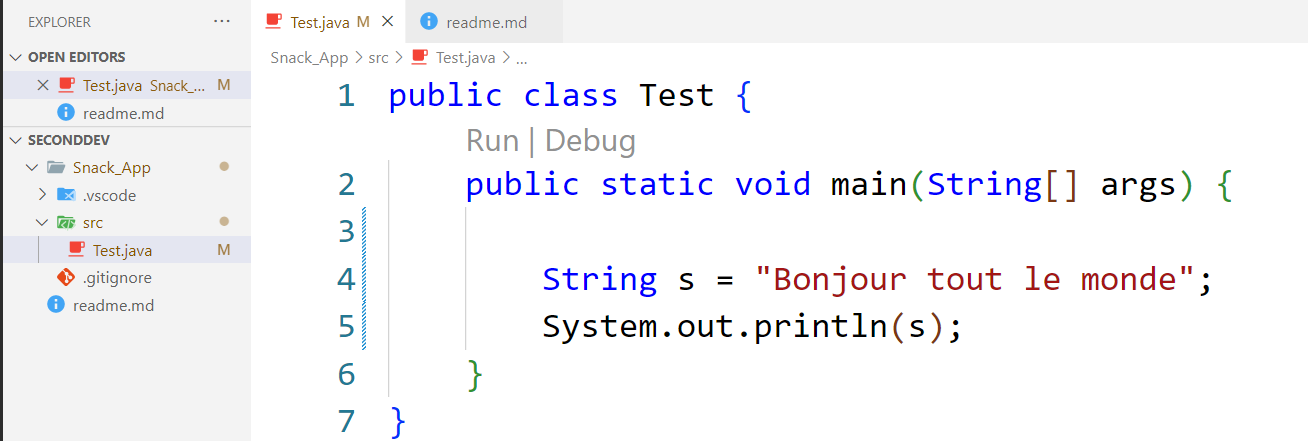 EXPLORER ...
OPEN EDITORS
Test.java Snack_... M
readme.md
SECONDDEV
Snack_App
.vscode
src
Test.java M
.gitignore
readme.md
Test.java M readme.md
Snack_App > src > Test.java > ...
1 public class Test {
Run | Debug
2 public static void main(String[] args) {
3
4 String s = "Bonjour tout le monde";
5 System.out.println(s);
6 }
7 }